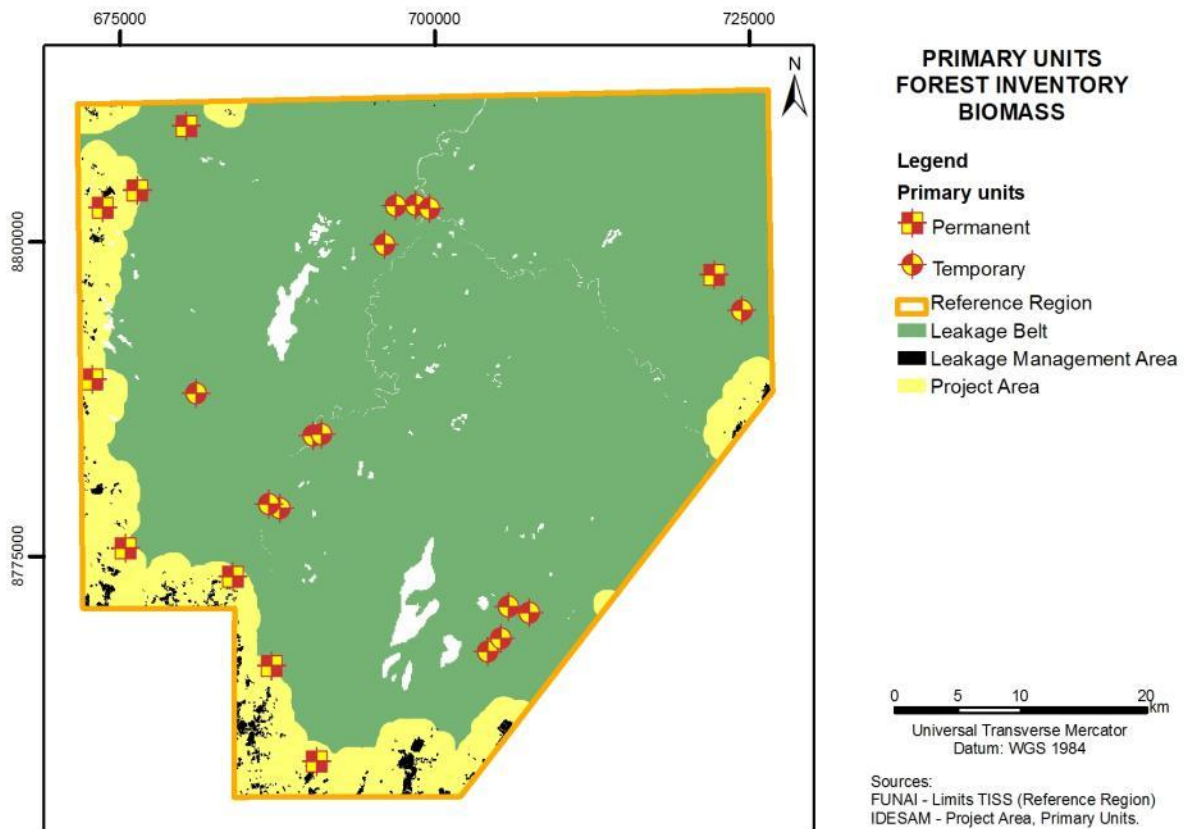 675000
700000
725000
N
8800000
8775000
PRIMARY UNITS
FOREST INVENTORY
BIOMASS
Legend
Primary units
Permanent
Temporary
Reference Region
Leakage Belt
Leakage Management Area
Project Area
0 5 10 20
km
Universal Transverse Mercator
Datum: WGS 1984
Sources:
FUNAI - Limits TISS (Reference Region)
IDESAM - Project Area, Primary Units.